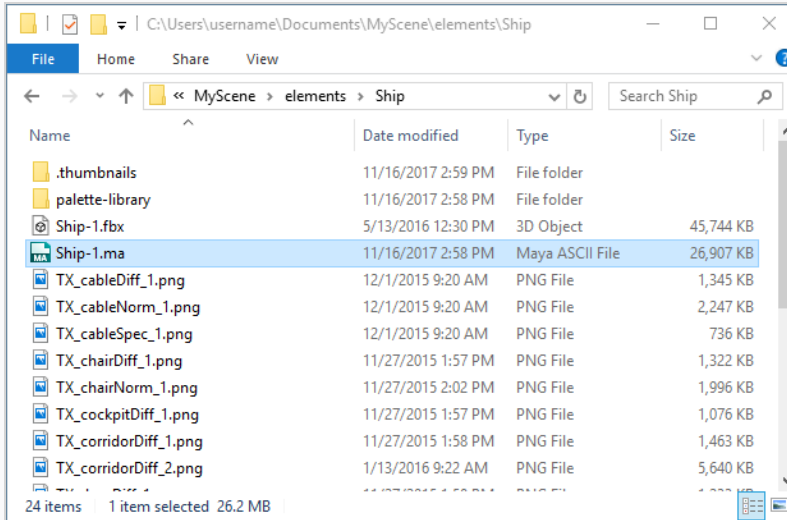 C:\Users\username\Documents\MyScene\elements\Ship
File Home Share View
« MyScene > elements > Ship Search Ship
Name Date modified Type Size
.thumbnails 11/16/2017 2:59 PM File folder
palette-library 11/16/2017 2:58 PM File folder
Ship-1.fbx 5/13/2016 12:30 PM 3D Object 45,744 KB
MA Ship-1.ma 11/16/2017 2:58 PM Maya ASCII File 26,907 KB
TX_cableDiff_1.png 12/1/2015 9:20 AM PNG File 1,345 KB
TX_cableNorm_1.png 12/1/2015 9:20 AM PNG File 2,247 KB
TX_cableSpec_1.png 12/1/2015 9:20 AM PNG File 736 KB
TX_chairDiff_1.png 11/27/2015 1:57 PM PNG File 1,322 KB
TX_chairNorm_1.png 11/27/2015 2:02 PM PNG File 1,996 KB
TX_cockpitDiff_1.png 11/27/2015 1:57 PM PNG File 1,076 KB
TX_corridorDiff_1.png 11/27/2015 1:58 PM PNG File 1,463 KB
TX_corridorDiff_2.png 1/13/2016 9:22 AM PNG File 5,640 KB
24 items 1 item selected 26.2 MB